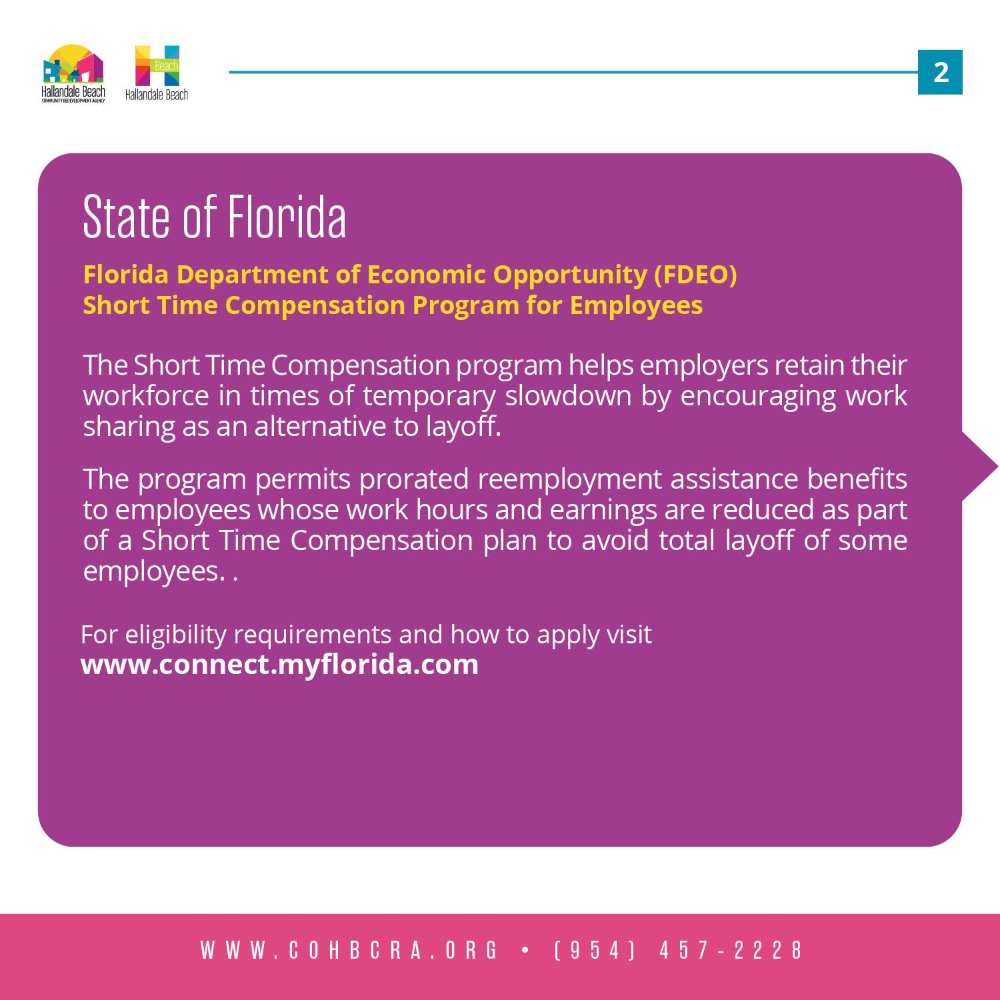 Hallandale Beach
COMMUNITY REDEVELOPMENT AGENCY
Beach
Hallandale Beach
2
State of Florida
Florida Department of Economic Opportunity (FDEO)
Short Time Compensation Program for Employees
The Short Time Compensation program helps employers retain their
workforce in times of temporary slowdown by encouraging work
sharing as an alternative to layoff.
The program permits prorated reemployment assistance benefits
to employees whose work hours and earnings are reduced as part
of a Short Time Compensation plan to avoid total layoff of some
employees. .
For eligibility requirements and how to apply visit
www.connect.myflorida.com
WWW.COHBCRA.ORG • (954) 457-2228